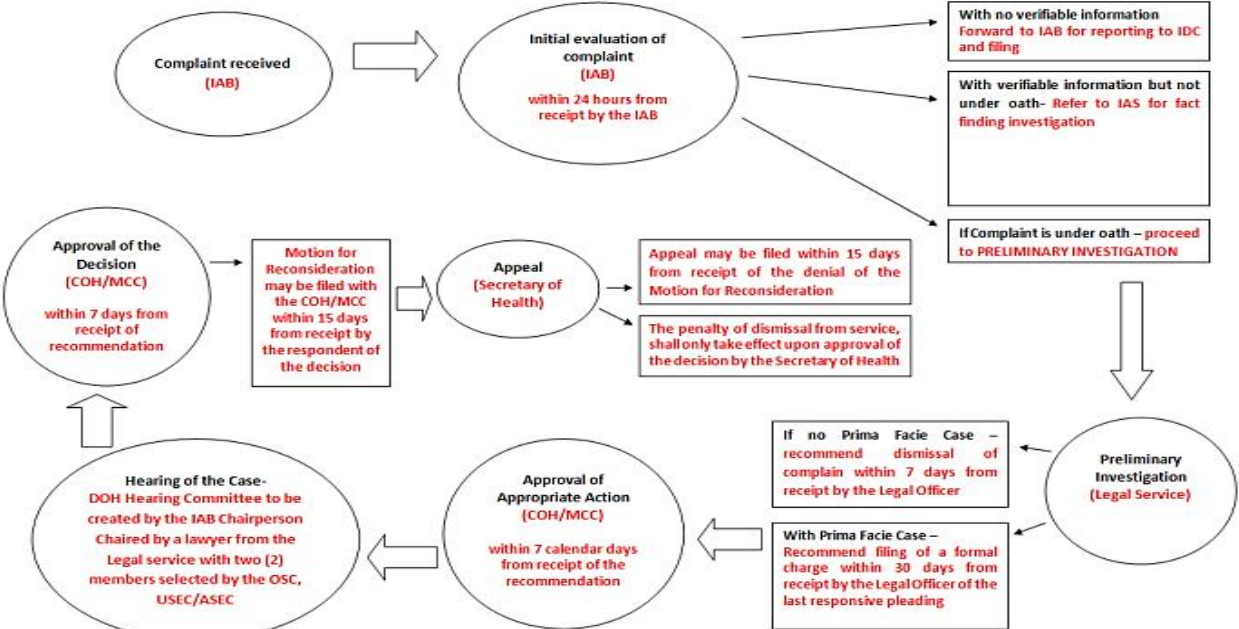 Complaint received
(IAB)
Initial evaluation of
complaint
(IAB)
within 24 hours from
receipt by the IAB
With no verifiable information
Forward to IAB for reporting to IDC
and filing
With verifiable information but not
under oath- Refer to IAS for fact
finding investigation
If Complaint is under oath – proceed
to PRELIMINARY INVESTIGATION
Preliminary
Investigation
(Legal Service)
If no Prima Facie Case –
recommend dismissal of
complain within 7 days from
receipt by the Legal Officer
With Prima Facie Case –
Recommend filing of a formal
charge within 30 days from
receipt by the Legal Officer of the
last responsive pleading
Approval of
Appropriate Action
(COH/MCC)
within 7 calendar days
from receipt of the
recommendation
Hearing of the Case-
DOH Hearing Committee to be
created by the IAB Chairperson
Chaired by a lawyer from the
Legal service with two (2)
members selected by the OSC,
USEC/ASEC
Approval of the
Decision
(COH/MCC)
within 7 days from
receipt of
recommendation
Motion for
Reconsideration
may be filed with
the COH/MCC
within 15 days
from receipt by
the respondent of
the decision
Appeal
(Secretary of
Health)
Appeal may be filed within 15 days
from receipt of the denial of the
Motion for Reconsideration
The penalty of dismissal from service,
shall only take effect upon approval of
the decision by the Secretary of Health